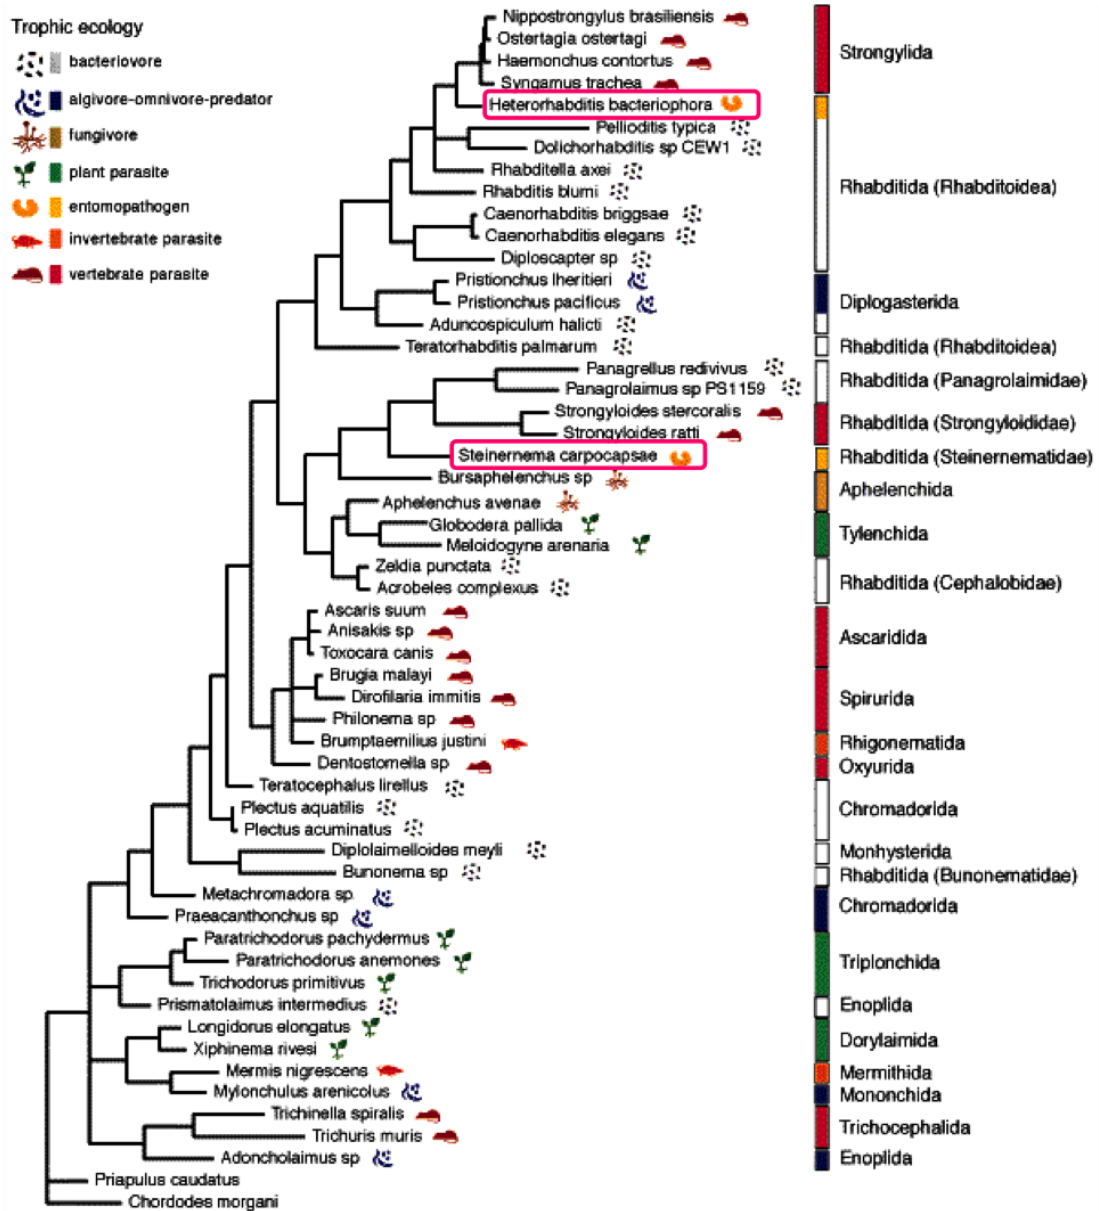 Trophic ecology
bacteriovore
algivore-omnivore-predator
fungivore
plant parasite
entomopathogen
invertebrate parasite
vertebrate parasite
Nippostrongylus brasiliensis
Ostertagia ostertagi
Haemonchus contortus
Syngamus trachea
Heterorhabditis bacteriophora
Pellioditis typica
Dolichorhabditis sp CEW1
Rhabditella axei
Rhabditis blumi
Caenorhabditis briggsae
Caenorhabditis elegans
Diploscapter sp
Pristionchus lheritieri
Pristionchus pacificus
Aduncospiculum halicti
Teratorhabditis palmarum
Panagrellus redivivus
Panagrolaimus sp PS1159
Strongyloides stercoralis
Strongyloides ratti
Steinernema carpocapsae
Bursaphelenchus sp
Aphelenchus avenae
Globodera pallida
Meloidogyne arenaria
Zeldia punctata
Acrobeles complexus
Ascaris suum
Anisakis sp
Toxocara canis
Brugia malayi
Dirofilaria immitis
Philonema sp
Brumptaemilius justini
Dentostomella sp
Teratocephalus lirellus
Plectus aquatilis
Plectus acuminatus
Diplolaimelloides meyli
Bunonema sp
Metachromadora sp
Praeacanthonchus sp
Paratrichodorus pachydermus
Paratrichodorus anemones
Trichodorus primitivus
Prismatolaimus intermedius
Longidorus elongatus
Xiphinema rivesi
Mermis nigrescens
Mylonchulus arenicolus
Trichinella spiralis
Trichuris muris
Adoncholaimus sp
Priapulus caudatus
Chordodes morgani
Strongylida
Rhabditida (Rhabditoidea)
Diplogasterida
Rhabditida (Rhabditoidea)
Rhabditida (Panagrolaimidae)
Rhabditida (Strongyloididae)
Rhabditida (Steinernematidae)
Aphelenchida
Tylenchida
Rhabditida (Cephalobidae)
Ascaridida
Spirurida
Rhigonematida
Oxyurida
Chromadorida
Monhysterida
Rhabditida (Bunonematidae)
Chromadorida
Triplonchida
Enoplida
Dorylaimida
Mermithida
Mononchida
Trichocephalida
Enoplida